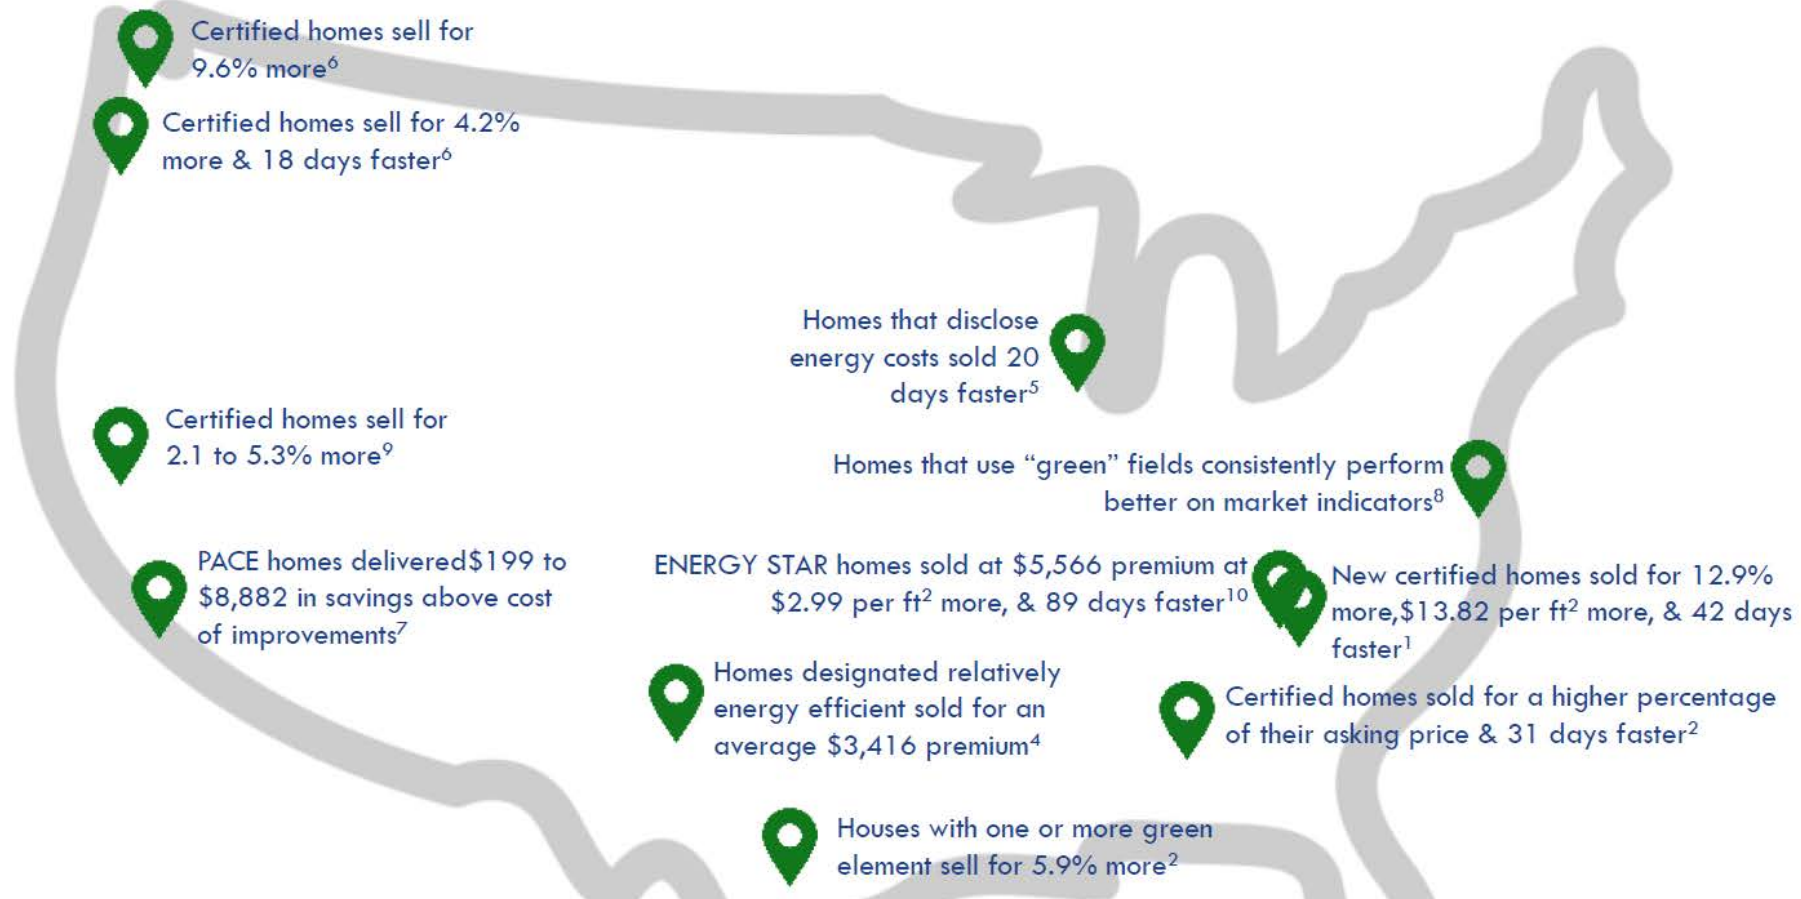 Certified homes sell for
9.6% more⁶
Certified homes sell for 4.2%
more & 18 days faster⁶
Homes that disclose
energy costs sold 20
days faster⁵
Certified homes sell for
2.1 to 5.3% more⁹
Homes that use “green” fields consistently perform
better on market indicators⁸
PACE homes delivered$199 to
$8,882 in savings above cost
of improvements⁷
ENERGY STAR homes sold at $5,566 premium at
$2.99 per ft² more, & 89 days faster¹⁰
New certified homes sold for 12.9%
more,$13.82 per ft² more, & 42 days
faster¹
Homes designated relatively
energy efficient sold for an
average $3,416 premium⁴
Certified homes sold for a higher percentage
of their asking price & 31 days faster²
Houses with one or more green
element sell for 5.9% more²